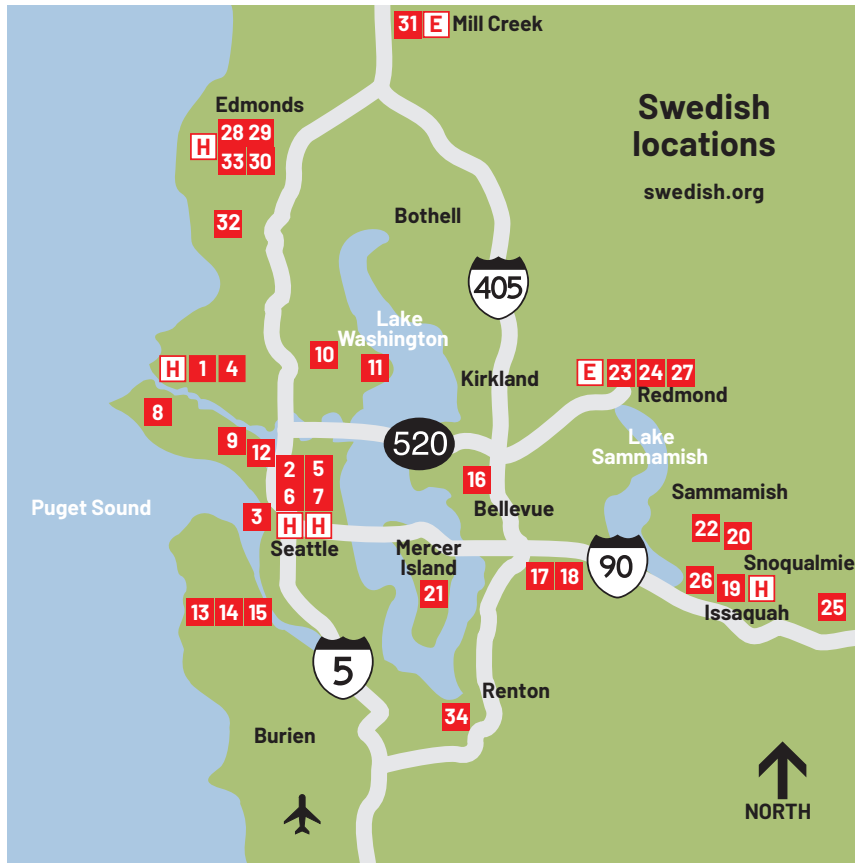 31 E Mill Creek
Edmonds
28 29
H
33 30
Swedish
locations
swedish.org
32
Bothell
405
Lake
Washington
10
11
H 1 4
Kirkland
E 23 24 27
Redmond
8
9
12
520
Lake
Sammamish
2 5
6 7
16
Puget Sound
3
H H
Seattle
Bellevue
Sammamish
22 20
Mercer
Island
21
17 18
90
Snoqualmie
26 19 H
Issaquah
25
13 14 15
5
Renton
34
Burien
NORTH